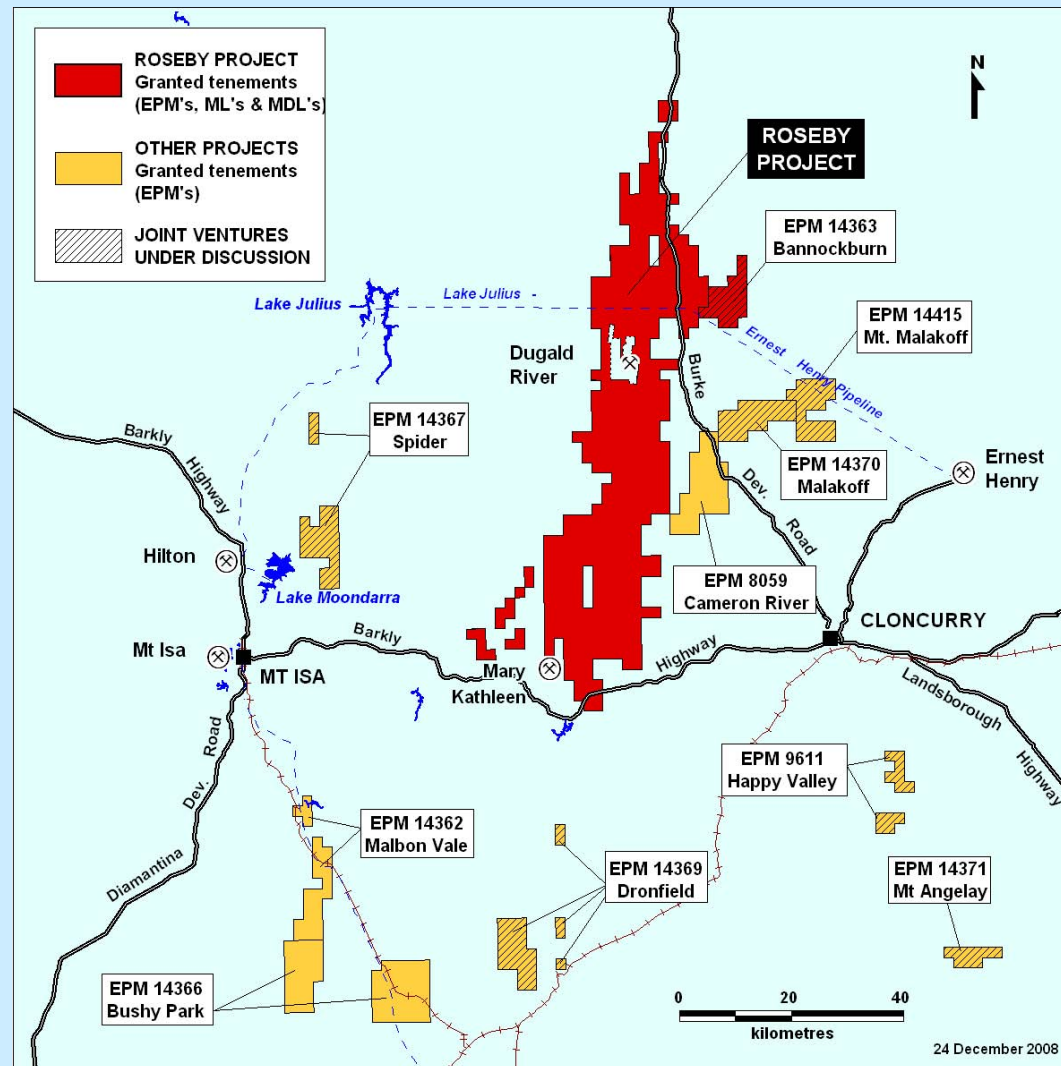 ROSEBY PROJECT
Granted tenements
(EPM's, ML's & MDL's)
OTHER PROJECTS
Granted tenements
(EPM's)
JOINT VENTURES
UNDER DISCUSSION
N
ROSEBY
PROJECT
EPM 14363
Bannockburn
Lake Julius
Lake Julius -
Ernest Henry Pipeline
EPM 14415
Mt. Malakoff
Dugald
River
Burke
Dev.
Road
EPM 14367
Spider
Barkly
Highway
EPM 14370
Malakoff
Ernest
Henry
Hilton
Lake Moondarra
EPM 8059
Cameron River
CLONCURRY
Mt Isa
MT ISA
Barkly
Highway
Mary
Kathleen
Landsborough
Highway
EPM 9611
Happy Valley
Diamantina
Dev.
Road
EPM 14362
Malbon Vale
EPM 14369
Dronfield
EPM 14371
Mt Angelay
EPM 14366
Bushy Park
0 20 40
kilometres
24 December 2008